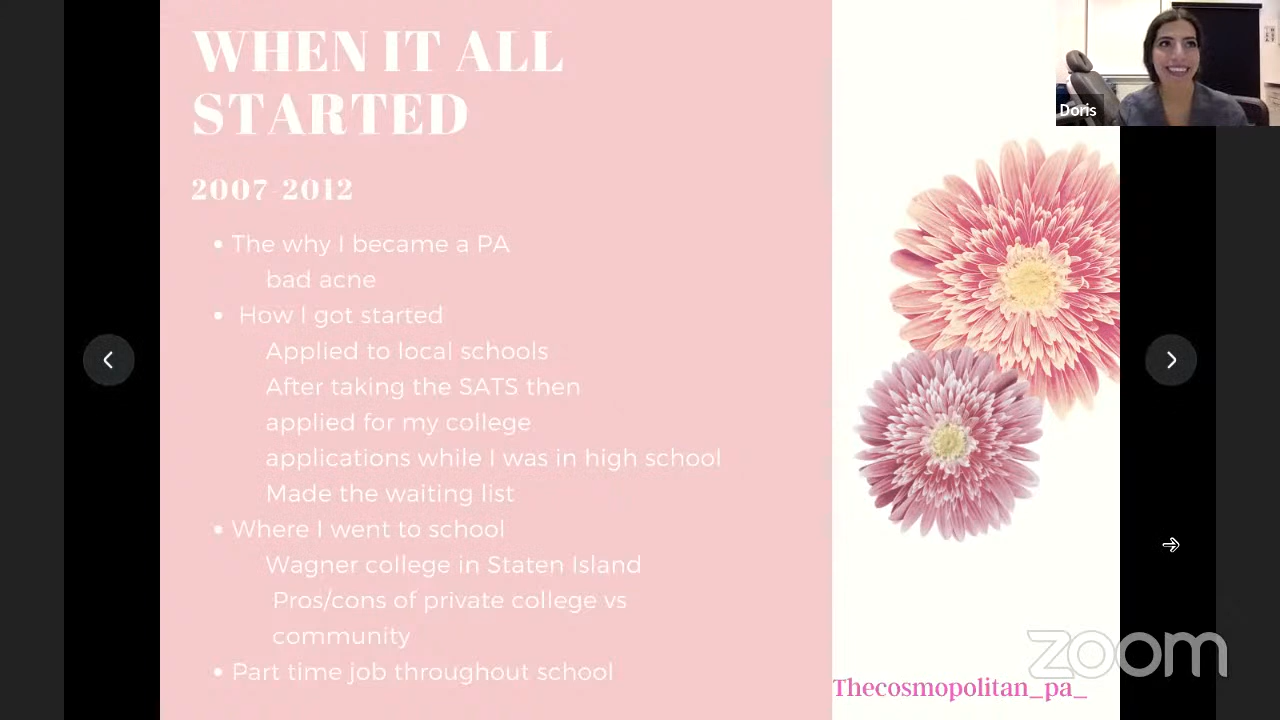 WHEN IT ALL
STARTED
2007-2012
• The why I became a PA
bad acne
• How I got started
Applied to local schools
After taking the SATS then
applied for my college
applications while I was in high school
Made the waiting list
• Where I went to school
Wagner college in Staten Island
Pros/cons of private college vs
community
• Part time job throughout school
Doris
zoom
Thecosmopolitan_pa_